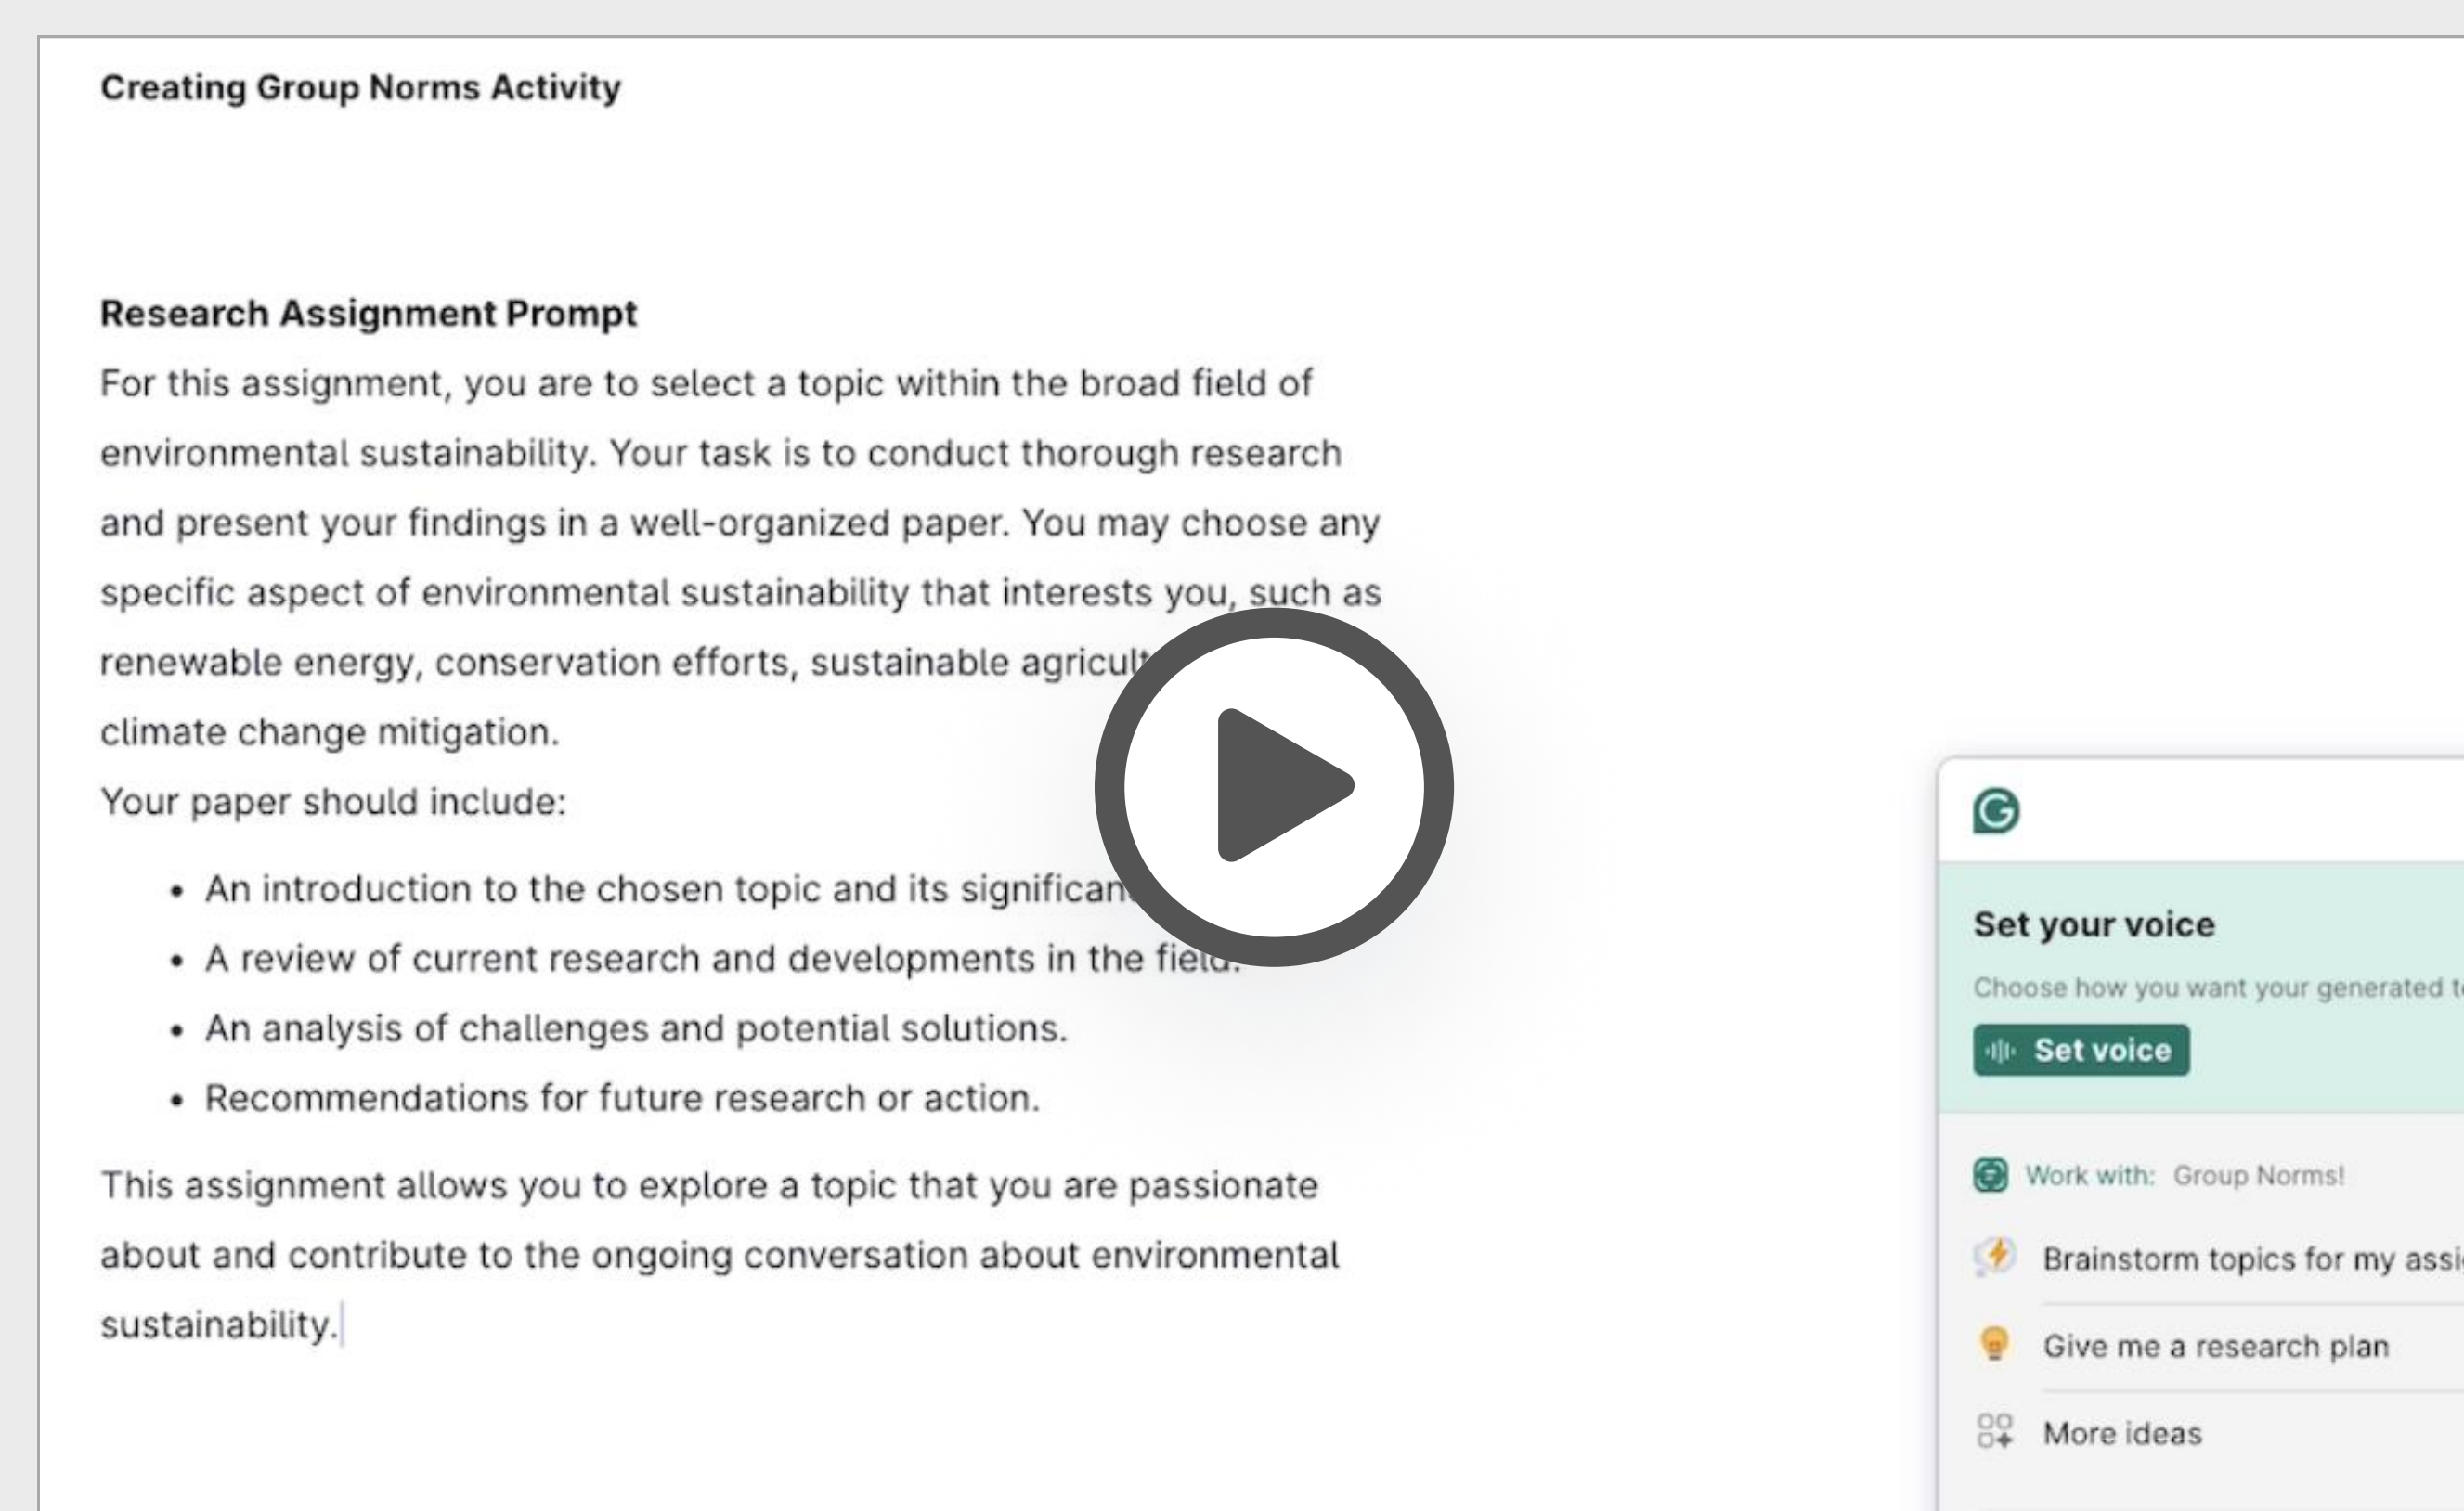 Creating Group Norms Activity
Research Assignment Prompt
For this assignment, you are to select a topic within the broad field of
environmental sustainability. Your task is to conduct thorough research
and present your findings in a well-organized paper. You may choose any
specific aspect of environmental sustainability that interests you, such as
renewable energy, conservation efforts, sustainable
climate change mitigation.
Your paper should include:
• An introduction to the chosen topic and its
• A review of current research and developments in the field.
• An analysis of challenges and potential solutions.
• Recommendations for future research or action.
This assignment allows you to explore a topic that you are passionate
about and contribute to the ongoing conversation about environmental
sustainability.
G
Set your voice
Choose how you want your generated
Set voice
Work with: Group Norms!
Brainstorm topics for my
Give me a research plan
More ideas